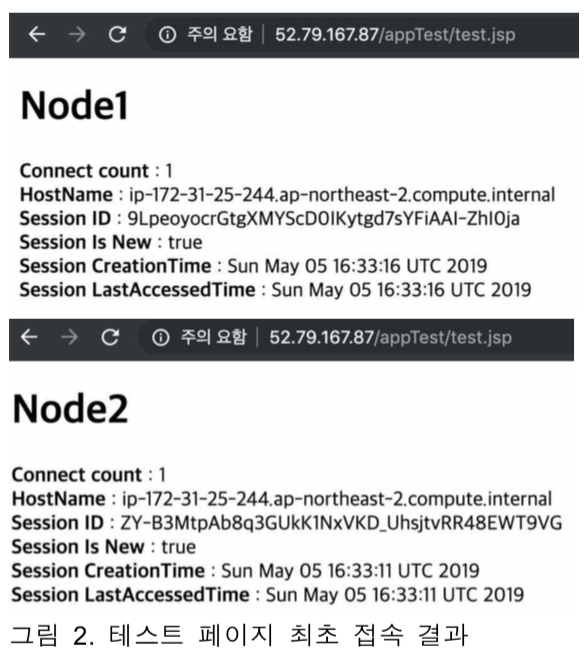 주의 요함 | 52.79.167.87/appTest/test.jsp
Node1
Connect count : 1
HostName : ip-172-31-25-244.ap-northeast-2.compute.internal
Session ID : 9LpeoyocrGtgXMYScD0IKytgd7sYFiAAI-ZhI0ja
Session Is New : true
Session CreationTime : Sun May 05 16:33:16 UTC 2019
Session LastAccessedTime : Sun May 05 16:33:16 UTC 2019
주의 요함 | 52.79.167.87/appTest/test.jsp
Node2
Connect count : 1
HostName : ip-172-31-25-244.ap-northeast-2.compute.internal
Session ID : ZY-B3MtpAb8q3GUkK1NxVKD_UhsjtvRR48EWT9VG
Session Is New : true
Session CreationTime : Sun May 05 16:33:11 UTC 2019
Session LastAccessedTime : Sun May 05 16:33:11 UTC 2019
그림 2. 테스트 페이지 최초 접속 결과